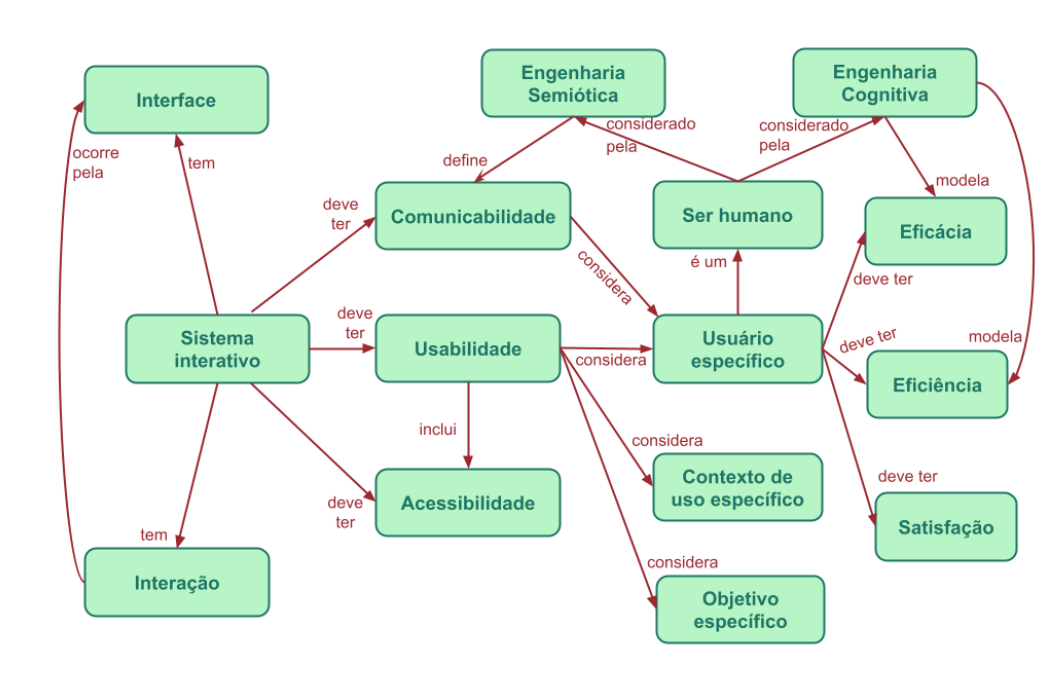 Engenharia
Semiótica
Engenharia
Cognitiva
Interface
considerado
pela
considerado
pela
ocorre
pela
tem
define
modela
deve
ter
Comunicabilidade
Ser humano
Eficácia
é um
considera
deve ter
deve
ter
Sistema
interativo
Usabilidade
considera
Usuário
específico
deve ter
modela
Eficiência
inclui
considera
Contexto de
uso específico
deve ter
Acessibilidade
deve
ter
Satisfação
tem
Interação
considera
Objetivo
específico